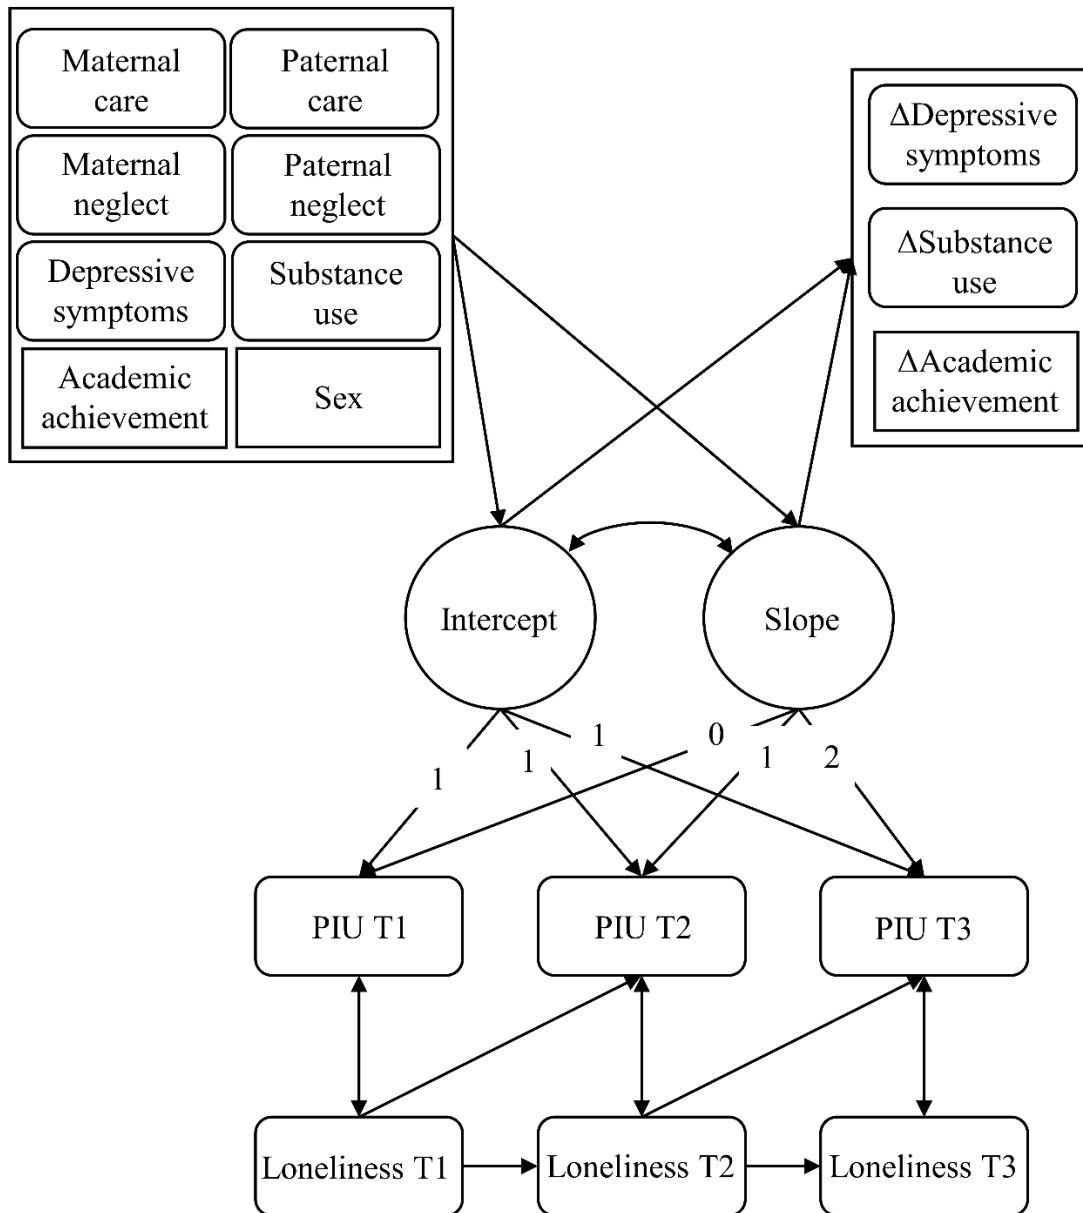 Maternal
care
Paternal
care
Maternal
neglect
Paternal
neglect
Depressive
symptoms
Substance
use
Academic
achievement
Sex
ΔDepressive
symptoms
ΔSubstance
use
ΔAcademic
achievement
Intercept
Slope
1
1
1
0
1
2
PIU T1
PIU T2
PIU T3
Loneliness T1
Loneliness T2
Loneliness T3